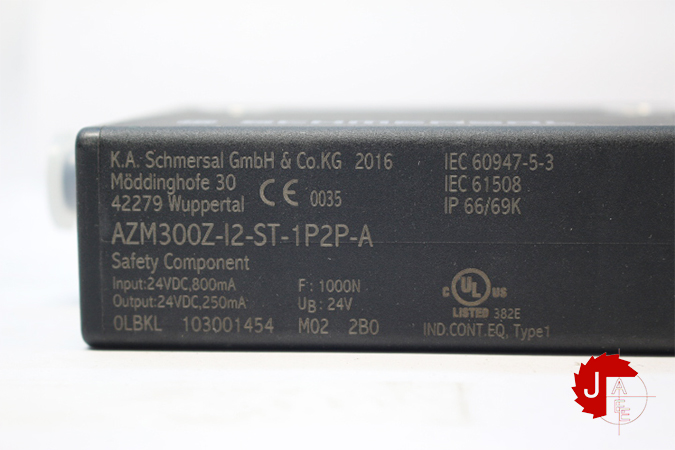 K.A. Schmersal GmbH & Co.KG 2016
Möddinghofe 30
42279 Wuppertal
CE 0035
IEC 60947-5-3
IEC 61508
IP 66/69K
AZM300Z-I2-ST-1P2P-A
Safety Component
Input:24VDC,800mA
Output:24VDC,250mA
F: 1000N
UB: 24V
0LBKL 103001454 M02 2B0
C UL US
LISTED 382E
IND.CONT.EQ, Type1
J